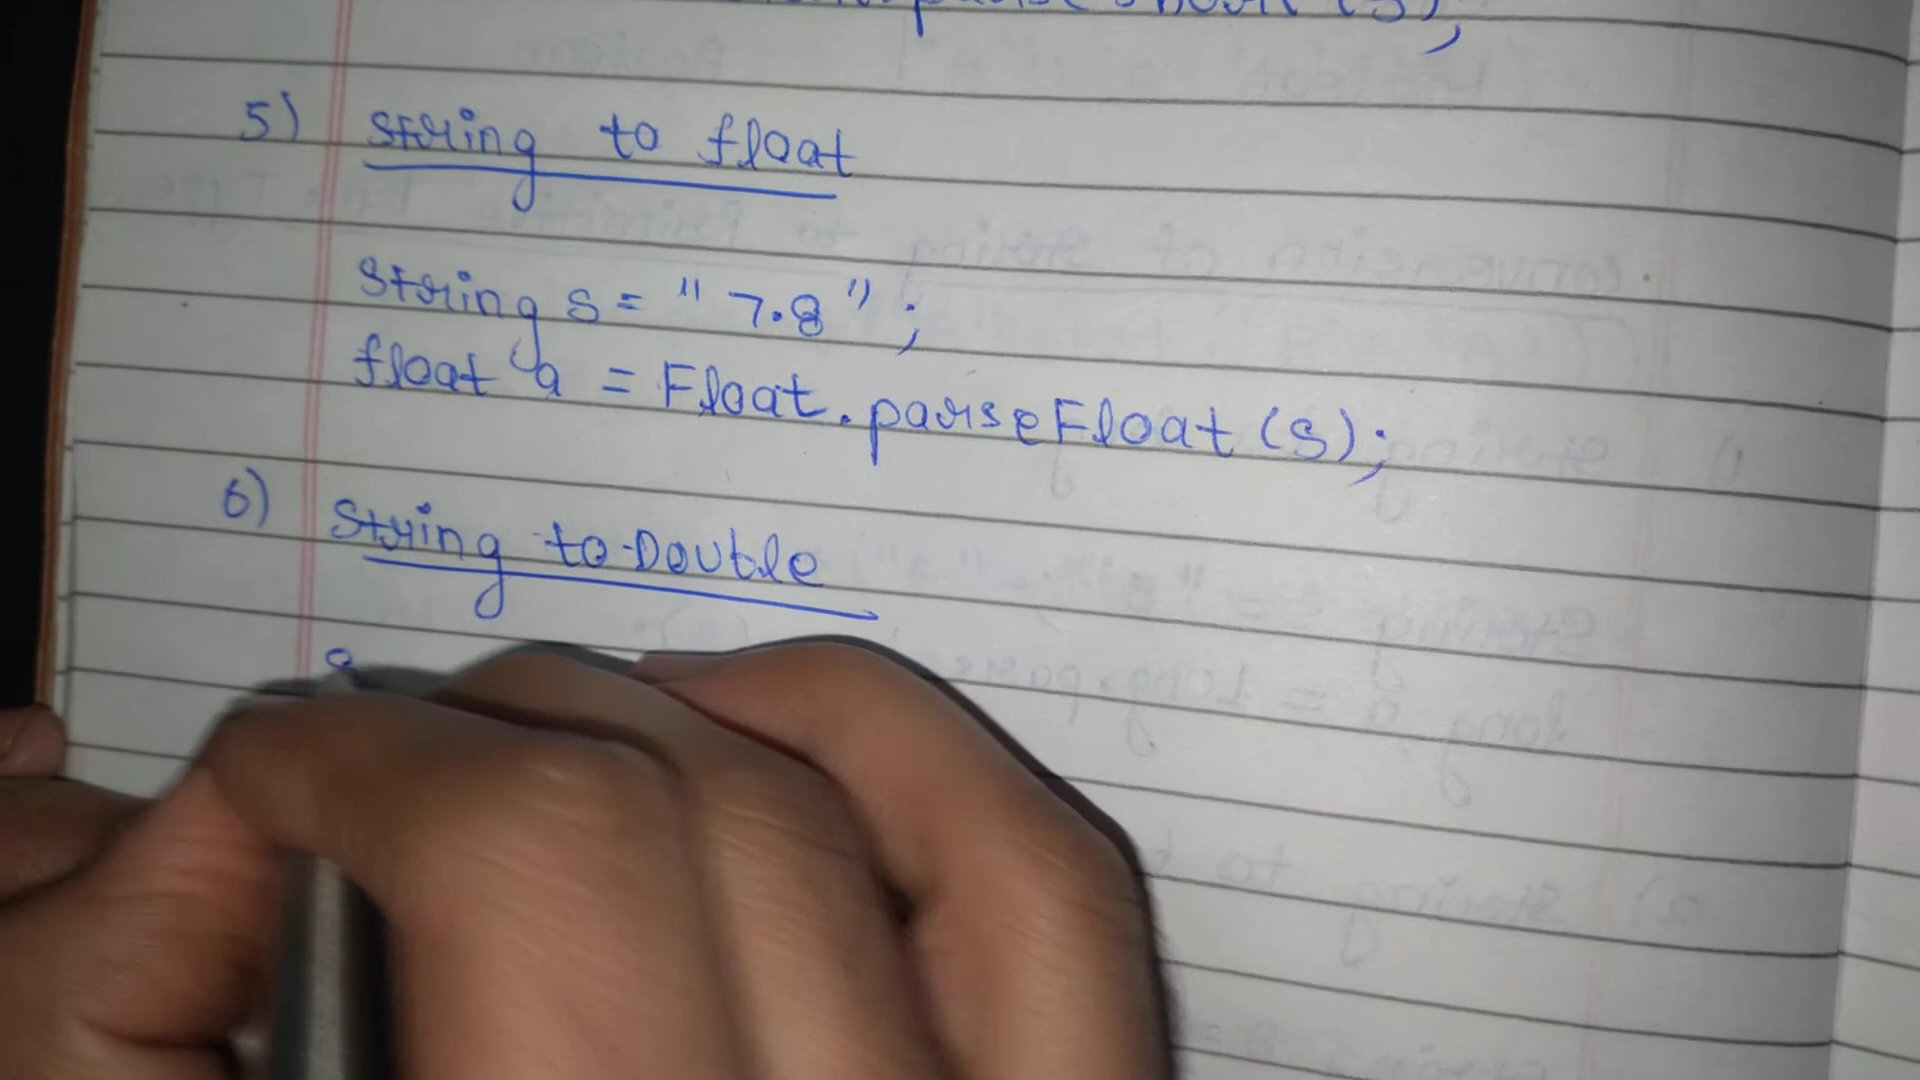 (S);
5) String to float
String s = "7.8";
float a = Float.parseFloat(S);
6) String to Double
S